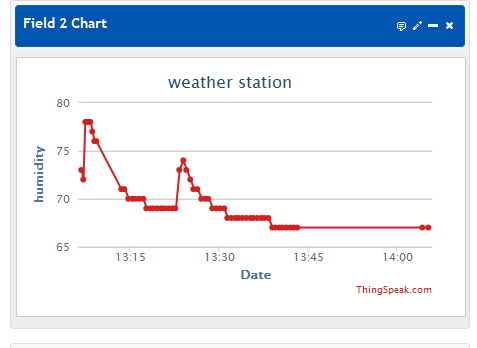 Field 2 Chart
weather station
80
75
70
65
humidity
13:15 13:30 13:45 14:00
Date
ThingSpeak.com